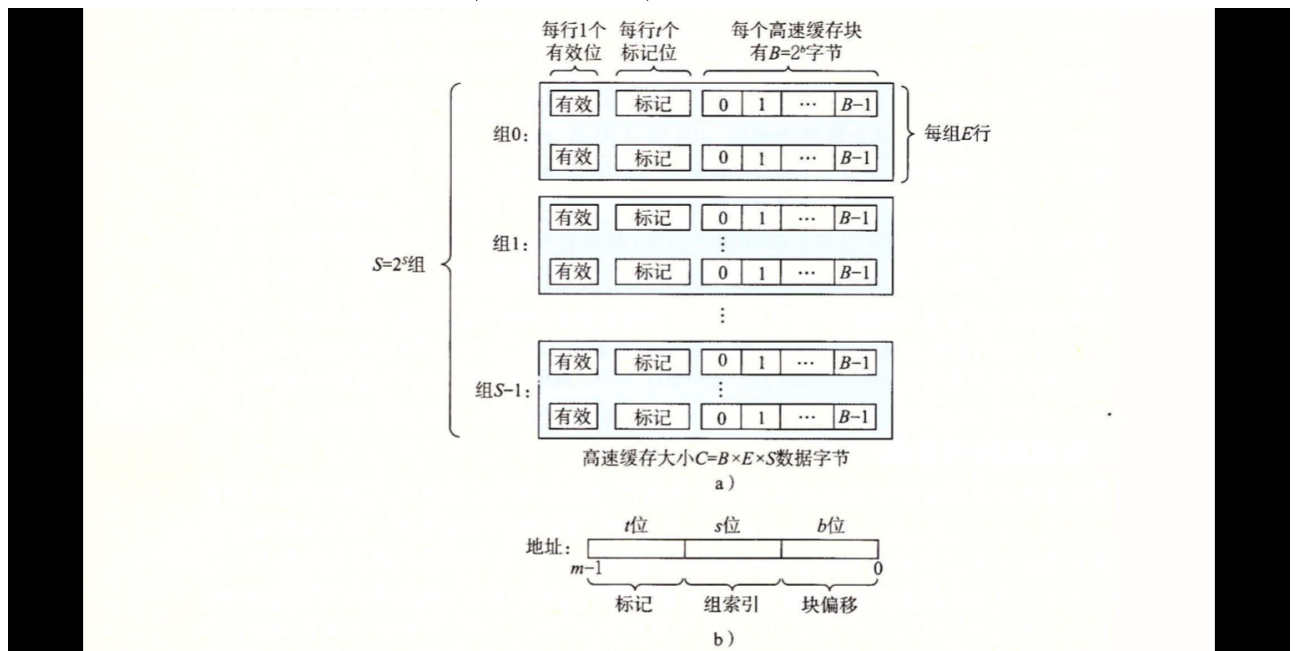 每行1个 每行t个 每个高速缓存块
有效位 标记位 有B=2ᵇ字节
有效 标记 0 1 … B-1
组0: 每组E行
有效 标记 0 1 … B-1
有效 标记 0 1 … B-1
组1: ⋮
有效 标记 0 1 … B-1
S=2ˢ组
⋮
有效 标记 0 1 … B-1
组S-1: ⋮
有效 标记 0 1 … B-1
高速缓存大小C=B×E×S数据字节
a)
t位 s位 b位
地址:
m-1 0
标记 组索引 块偏移
b)